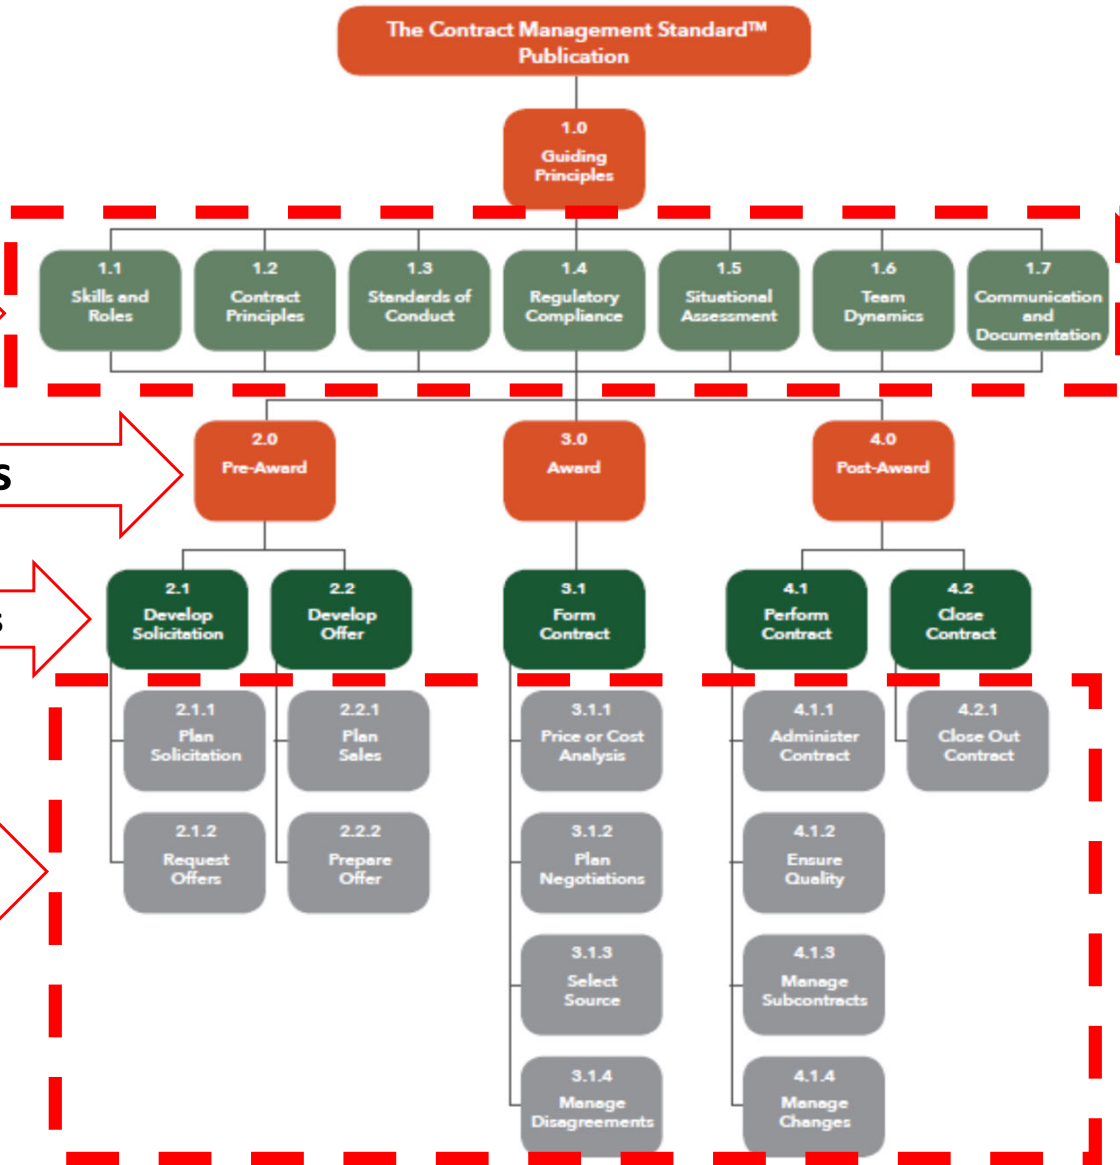 The Contract Management Standard™
Publication
1.0
Guiding
Principles
1.1
Skills and
Roles
1.2
Contract
Principles
1.3
Standards of
Conduct
1.4
Regulatory
Compliance
1.5
Situational
Assessment
1.6
Team
Dynamics
1.7
Communication
and
Documentation
s
2.0
Pre-Award
3.0
Award
4.0
Post-Award
s
2.1
Develop
Solicitation
2.2
Develop
Offer
3.1
Form
Contract
4.1
Perform
Contract
4.2
Close
Contract
2.1.1
Plan
Solicitation
2.2.1
Plan
Sales
3.1.1
Price or Cost
Analysis
4.1.1
Administer
Contract
4.2.1
Close Out
Contract
2.1.2
Request
Offers
2.2.2
Prepare
Offer
3.1.2
Plan
Negotiations
4.1.2
Ensure
Quality
3.1.3
Select
Source
4.1.3
Manage
Subcontracts
3.1.4
Manage
Disagreements
4.1.4
Manage
Changes